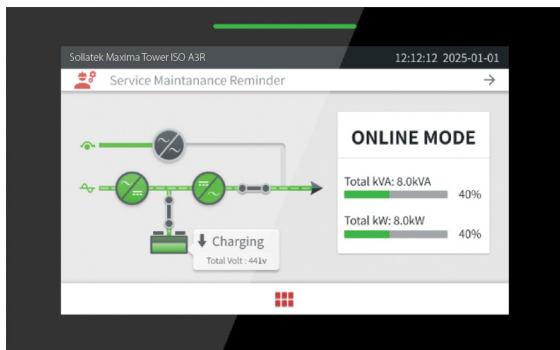 Sollatek Maxima Tower ISO A3R
12:12:12 2025-01-01
Service Maintanance Reminder
ONLINE MODE
Total kVA: 8.0kVA
40%
Total kW: 8.0kW
40%
Charging
Total Volt : 441v